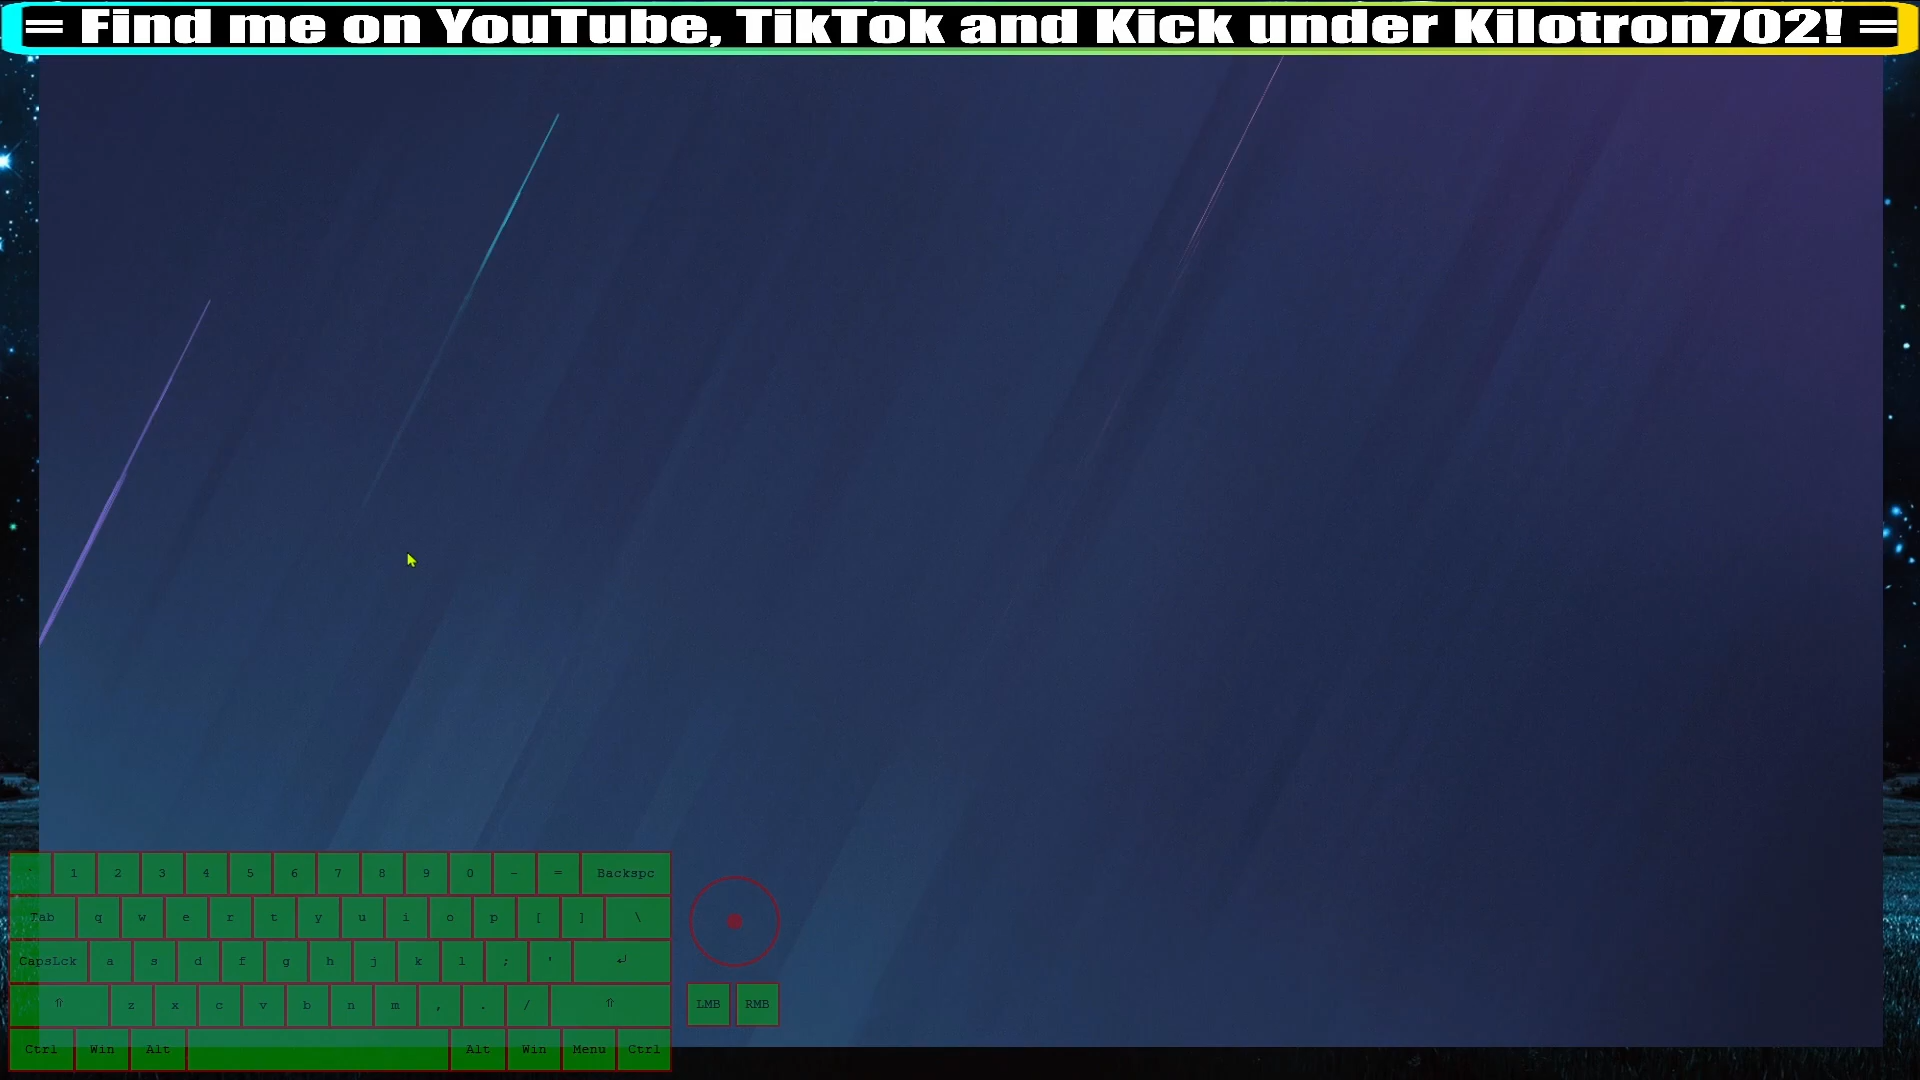 = Find me on YouTube, TikTok and Kick under Kilotron702! =
` 1 2 3 4 5 6 7 8 9 0 - = Backspc
Tab q w e r t y u i o p [ ] \
CapsLck a s d f g h j k l ; ' ↵
⇧ z x c v b n m , . / ⇧
Ctrl Win Alt Alt Win Menu Ctrl
LMB RMB